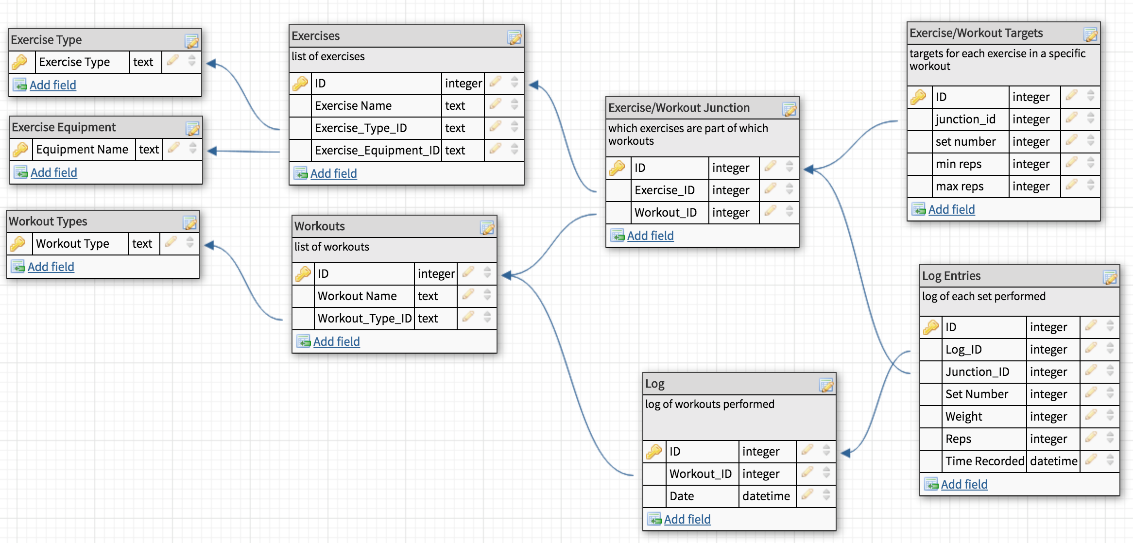 Exercise Type
Exercise Type text
Add field
Exercise Equipment
Equipment Name text
Add field
Workout Types
Workout Type text
Add field
Exercises
list of exercises
ID integer
Exercise Name text
Exercise_Type_ID text
Exercise_Equipment_ID text
Add field
Workouts
list of workouts
ID integer
Workout Name text
Workout_Type_ID text
Add field
Exercise/Workout Junction
which exercises are part of which
workouts
ID integer
Exercise_ID integer
Workout_ID integer
Add field
Log
log of workouts performed
ID integer
Workout_ID integer
Date datetime
Add field
Exercise/Workout Targets
targets for each exercise in a specific
workout
ID integer
junction_id integer
set number integer
min reps integer
max reps integer
Add field
Log Entries
log of each set performed
ID integer
Log_ID integer
Junction_ID integer
Set Number integer
Weight integer
Reps integer
Time Recorded datetime
Add field